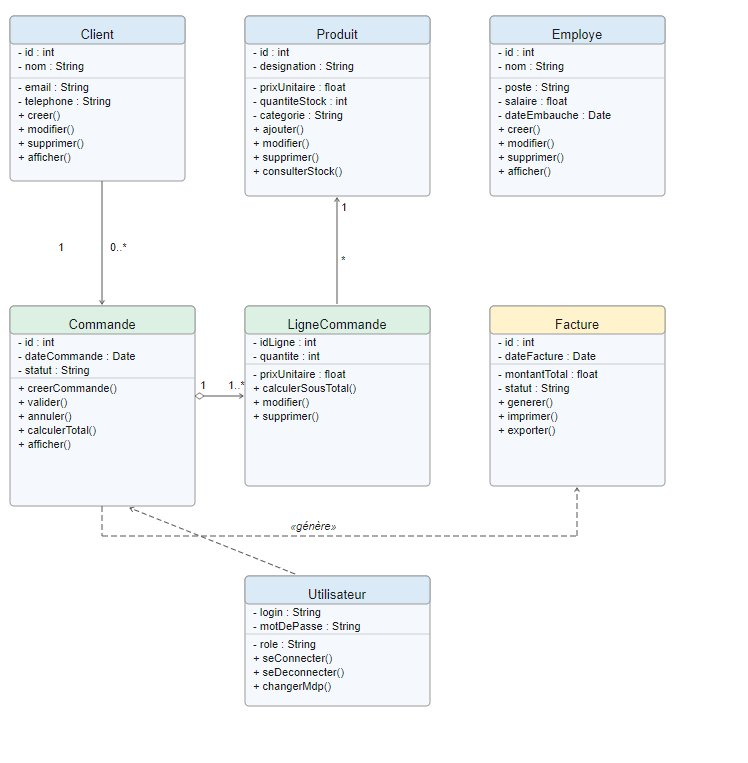 Client
- id : int
- nom : String
- email : String
- telephone : String
+ creer()
+ modifier()
+ supprimer()
+ afficher()
Produit
- id : int
- designation : String
- prixUnitaire : float
- quantiteStock : int
- categorie : String
+ ajouter()
+ modifier()
+ supprimer()
+ consulterStock()
Employe
- id : int
- nom : String
- poste : String
- salaire : float
- dateEmbauche : Date
+ creer()
+ modifier()
+ supprimer()
+ afficher()
1
0..*
1
*
Commande
- id : int
- dateCommande : Date
- statut : String
+ creerCommande()
+ valider()
+ annuler()
+ calculerTotal()
+ afficher()
1
1..*
LigneCommande
- idLigne : int
- quantite : int
- prixUnitaire : float
+ calculerSousTotal()
+ modifier()
+ supprimer()
Facture
- id : int
- dateFacture : Date
- montantTotal : float
- statut : String
+ generer()
+ imprimer()
+ exporter()
«génère»
Utilisateur
- login : String
- motDePasse : String
- role : String
+ seConnecter()
+ seDeconnecter()
+ changerMdp()